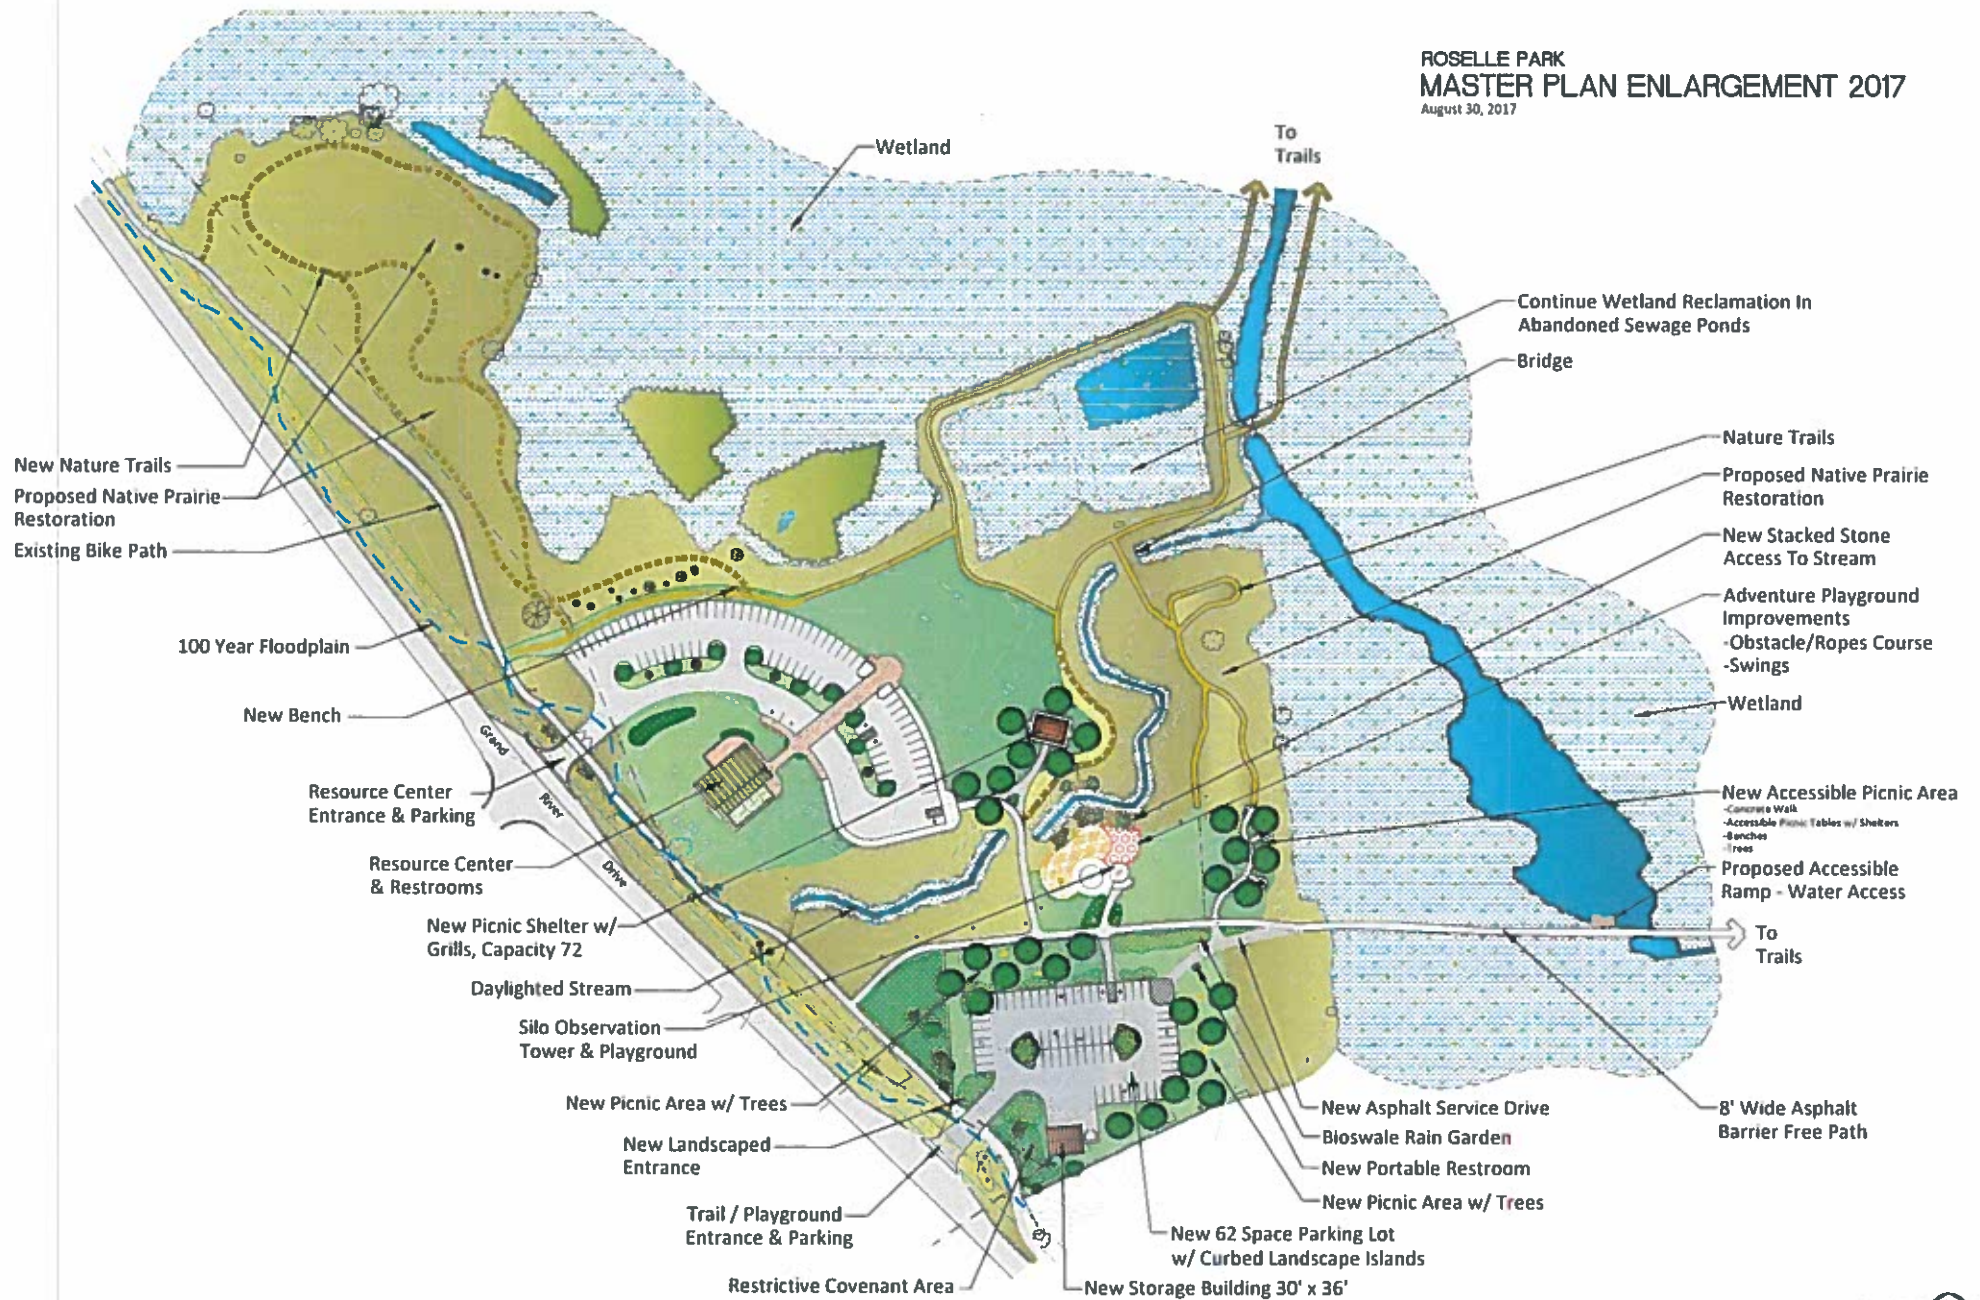 ROSELLE PARK
MASTER PLAN ENLARGEMENT 2017
August 30, 2017
To
Trails
Wetland
Continue Wetland Reclamation In
Abandoned Sewage Ponds
Bridge
Nature Trails
Proposed Native Prairie
Restoration
New Stacked Stone
Access To Stream
Adventure Playground
Improvements
-Obstacle/Ropes Course
-Swings
Wetland
New Accessible Picnic Area
-Concrete Walk
-Accessible Picnic Tables w/ Shelters
-Benches
-Trees
Proposed Accessible
Ramp - Water Access
To
Trails
8' Wide Asphalt
Barrier Free Path
New Nature Trails
Proposed Native Prairie
Restoration
Existing Bike Path
100 Year Floodplain
New Bench
Grand
River
Drive
Resource Center
Entrance & Parking
Resource Center
& Restrooms
New Picnic Shelter w/
Grills, Capacity 72
Daylighted Stream
Silo Observation
Tower & Playground
New Picnic Area w/ Trees
New Landscaped
Entrance
Trail / Playground
Entrance & Parking
Restrictive Covenant Area
New Asphalt Service Drive
Bioswale Rain Garden
New Portable Restroom
New Picnic Area w/ Trees
New 62 Space Parking Lot
w/ Curbed Landscape Islands
New Storage Building 30' x 36'